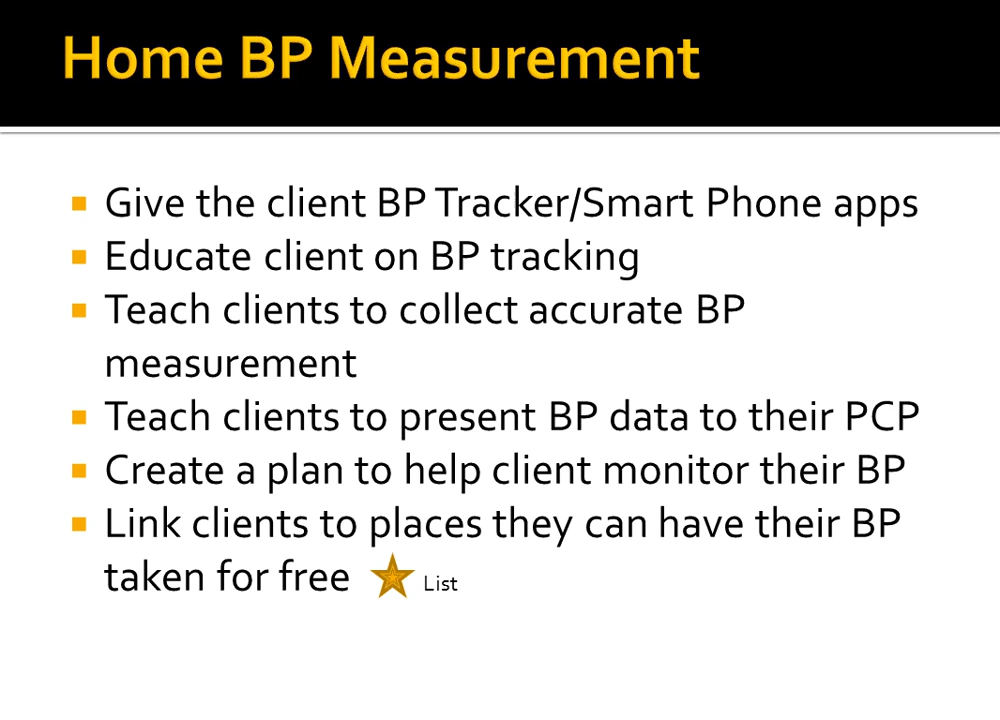 Home BP Measurement
Give the client BP Tracker/Smart Phone apps
Educate client on BP tracking
Teach clients to collect accurate BP
measurement
Teach clients to present BP data to their PCP
Create a plan to help client monitor their BP
Link clients to places they can have their BP
taken for free List